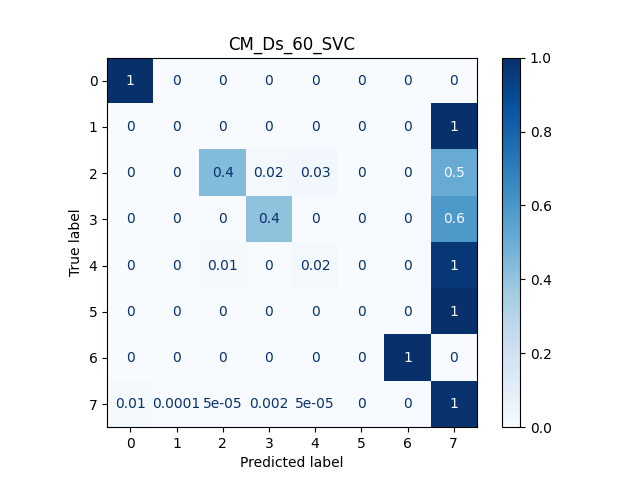 CM_Ds_60_SVC
0 1 0 0 0 0 0 0 0
1 0 0 0 0 0 0 0 1
2 0 0 0.4 0.02 0.03 0 0 0.5
3 0 0 0 0.4 0 0 0 0.6
4 0 0 0.01 0 0.02 0 0 1
5 0 0 0 0 0 0 0 1
6 0 0 0 0 0 0 1 0
7 0.01 0.0001 5e-05 0.002 5e-05 0 0 1
0 1 2 3 4 5 6 7
Predicted label
True label
1.0
0.8
0.6
0.4
0.2
0.0